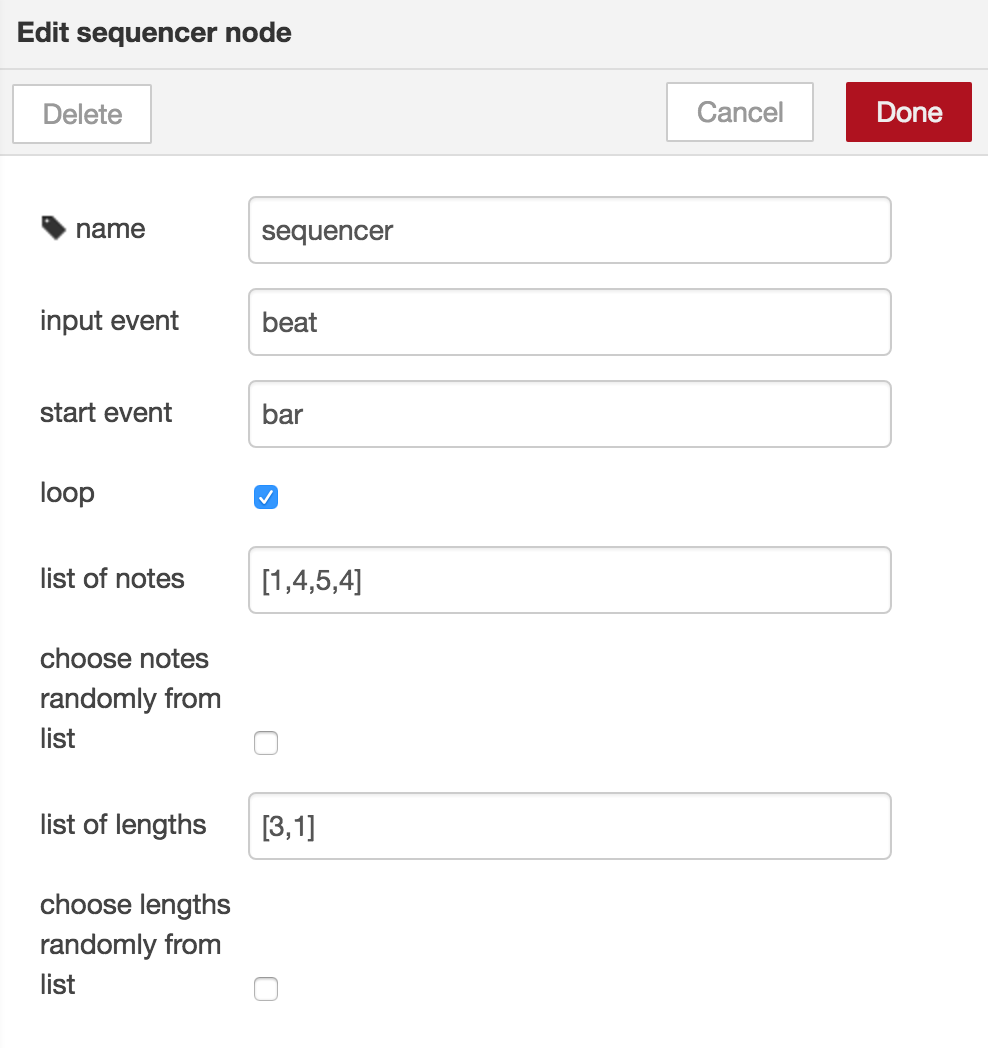 Edit sequencer node
Delete Cancel Done
name sequencer
input event beat
start event bar
loop
list of notes [1,4,5,4]
choose notes
randomly from
list
list of lengths [3,1]
choose lengths
randomly from
list